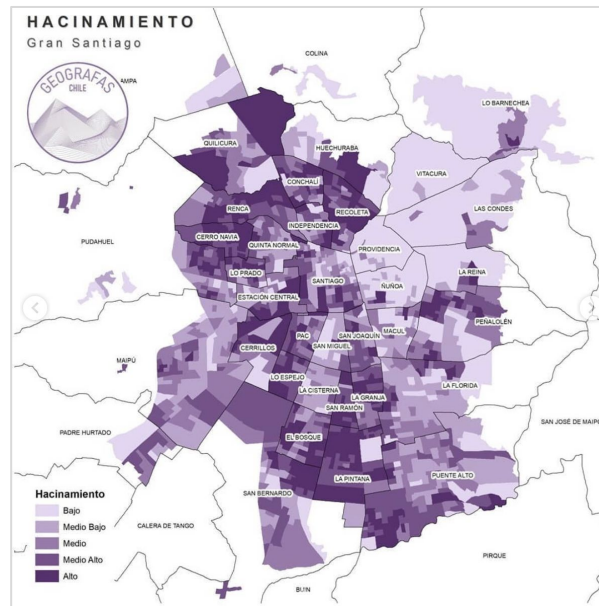 HACINAMIENTO
Gran Santiago
GEÓGRAFAS
CHILE
AMPA
COLINA
LO BARNECHEA
QUILICURA
HUECHURABA
VITACURA
CONCHALÍ
LAS CONDES
RENCA
RECOLETA
INDEPENDENCIA
CERRO NAVIA
QUINTA NORMAL
PROVIDENCIA
PUDAHUEL
LO PRADO
LA REINA
SANTIAGO
ÑUÑOA
ESTACIÓN CENTRAL
PEÑALOLÉN
PAC
SAN JOAQUÍN
MACUL
CERRILLOS
SAN MIGUEL
MAIPÚ
LO ESPEJO
LA CISTERNA
LA FLORIDA
LA GRANJA
SAN RAMÓN
SAN JOSÉ DE MAIPO
PADRE HURTADO
EL BOSQUE
LA PINTANA
PUENTE ALTO
SAN BERNARDO
Hacinamiento
Bajo
Medio Bajo
Medio
Medio Alto
Alto
CALERA DE TANGO
PIRQUE
BUIN